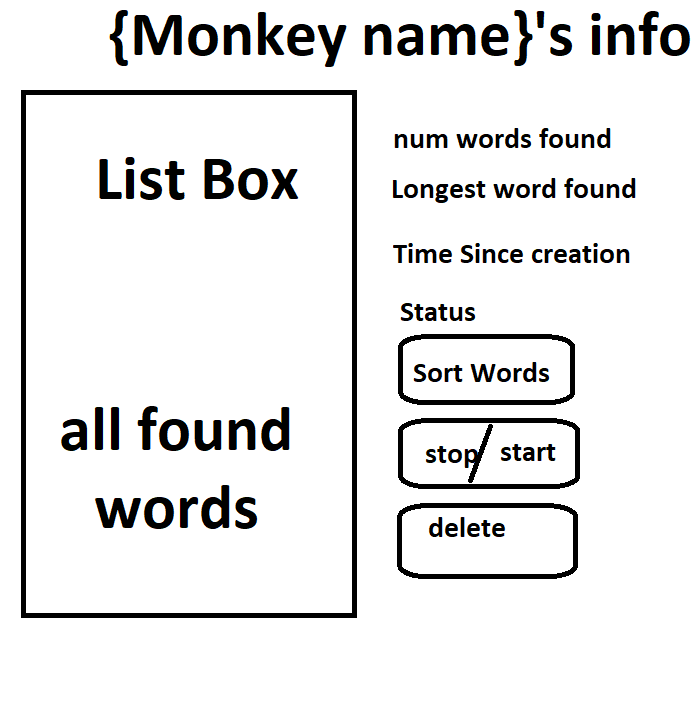 {Monkey name}'s info
List Box
all found
words
num words found
Longest word found
Time Since creation
Status
Sort Words
stop/ start
delete